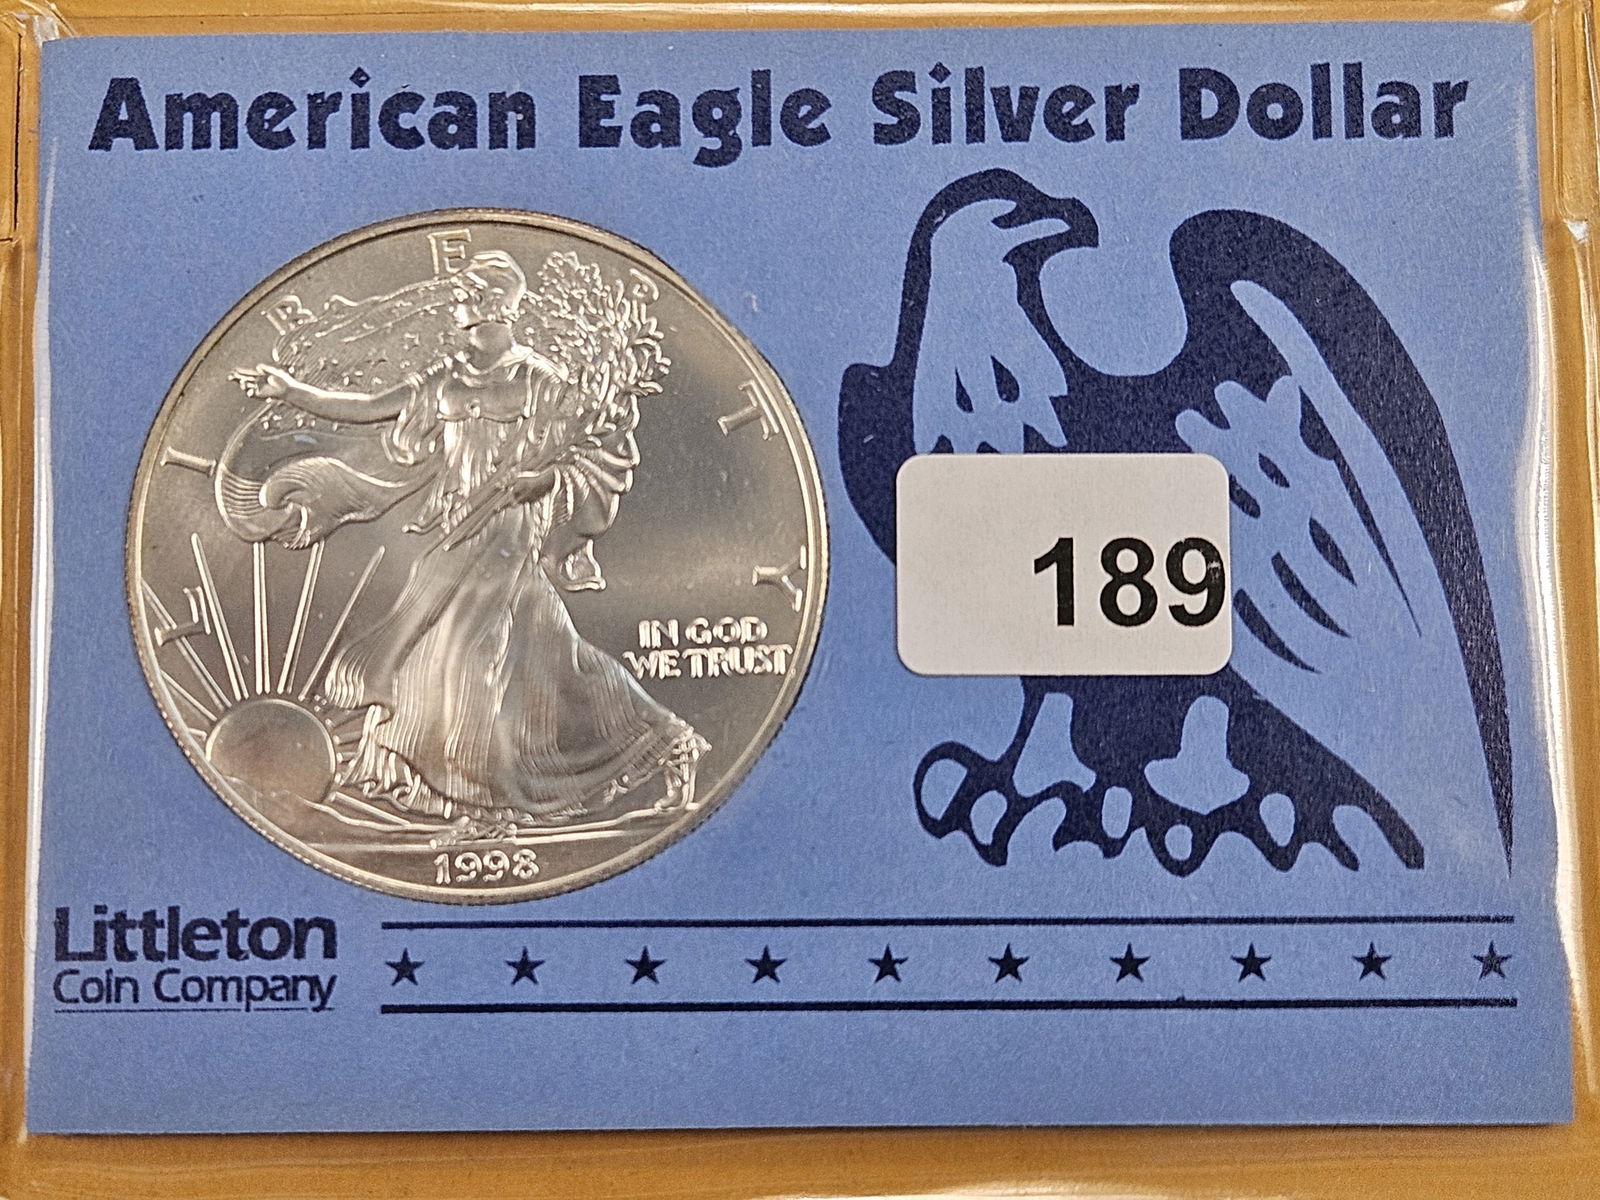 American Eagle Silver Dollar
LIBERTY
IN GOD
WE TRUST
1998
189
Littleton
Coin Company